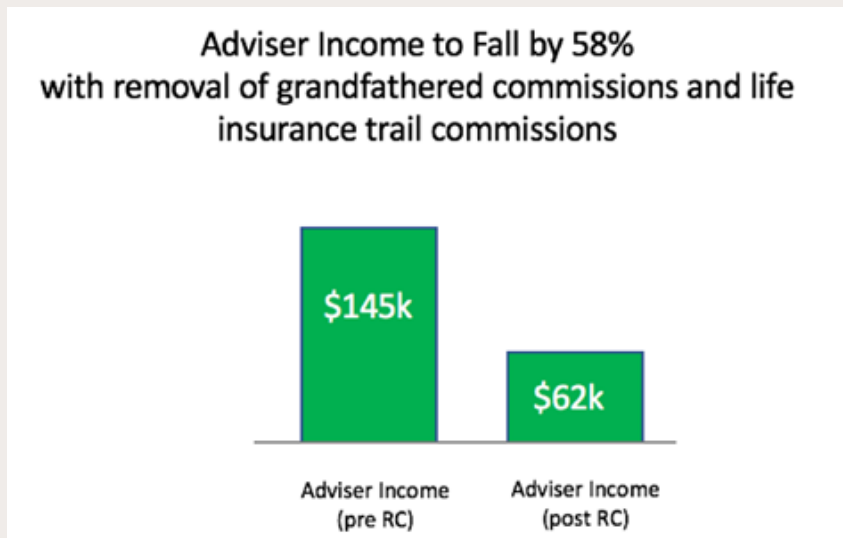 Adviser Income to Fall by 58%
with removal of grandfathered commissions and life
insurance trail commissions
$145k
$62k
Adviser Income
(pre RC)
Adviser Income
(post RC)